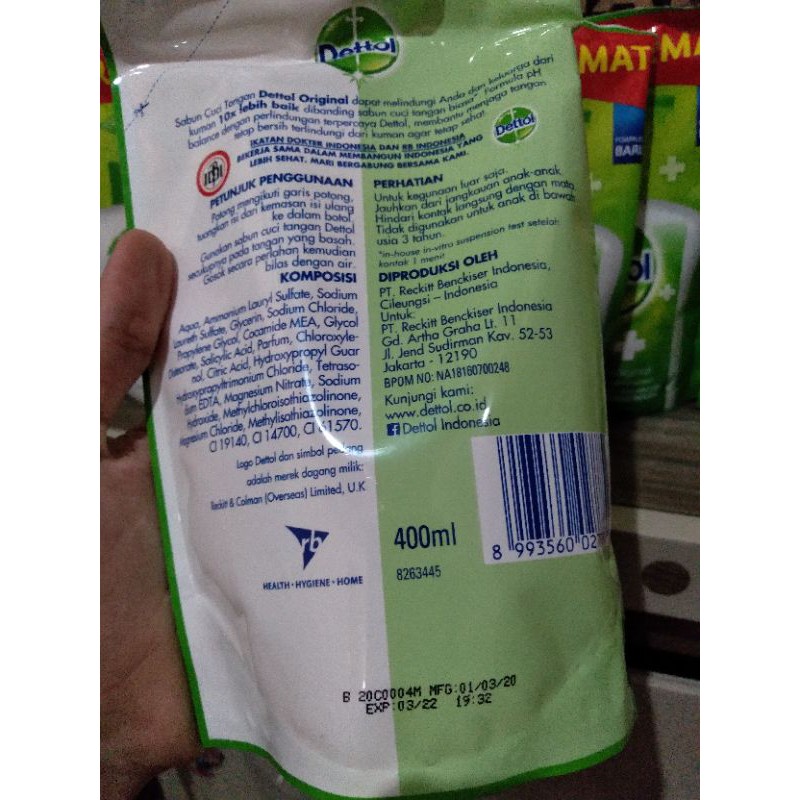 Dettol
MAT
MA
BARU
Sabun Cuci Tangan Dettol Original dapat melindungi Anda dan keluarga dari
kuman 10x lebih baik dibanding sabun cuci tangan biasa* Formula pH
balance dengan perlindungan terpercaya Dettol, membantu menjaga tangan
tetap bersih terlindungi dari kuman agar tetap sehat
Dettol
IKATAN DOKTER INDONESIA DAN RB INDONESIA
BEKERJA SAMA DALAM MEMBANGUN INDONESIA YANG
LEBIH SEHAT. MARI BERGABUNG BERSAMA KAMI.
PETUNJUK PENGGUNAAN
Potong mengikuti garis potong,
tuangkan isi dari kemasan isi ulang
ke dalam botol.
Gunakan sabun cuci tangan Dettol
secukupnya pada tangan yang basah.
Gosok secara perlahan kemudian
bilas dengan air.
KOMPOSISI
Aqua, Ammonium Lauryl Sulfate, Sodium
Laureth Sulfate, Glycerin, Sodium Chloride,
Propylene Glycol, Cocamide MEA, Glycol
Distearate, Salicylic Acid, Parfum, Chloroxyle-
nol, Citric Acid, Hydroxypropyl Guar
Hydroxypropyltrimonium Chloride, Tetraso-
dium EDTA, Magnesium Nitrate, Sodium
Hydroxide, Methylchloroisothiazolinone,
Magnesium Chloride, Methylisothiazolinone,
CI 19140, CI 14700, CI 61570.
Logo Dettol dan simbol pedang
adalah merek dagang milik:
Reckitt & Colman (Overseas) Limited, U.K
rb
HEALTH • HYGIENE • HOME
PERHATIAN
Untuk kegunaan luar saja.
Jauhkan dari jangkauan anak-anak.
Hindari kontak langsung dengan mata.
Tidak digunakan untuk anak di bawah
usia 3 tahun.
*in-house in-vitro suspension test setelah
kontak 1 menit
DIPRODUKSI OLEH
PT. Reckitt Benckiser Indonesia,
Cileungsi – Indonesia
Untuk:
PT. Reckitt Benckiser Indonesia
Gd. Artha Graha Lt. 11
Jl. Jend Sudirman Kav. 52-53
Jakarta - 12190
BPOM NO: NA18160700248
Kunjungi kami:
www.dettol.co.id
f Dettol Indonesia
400ml
8263445
8 993560 02
B 20C0004M MFG:01/03/20
EXP:03/22 19:32